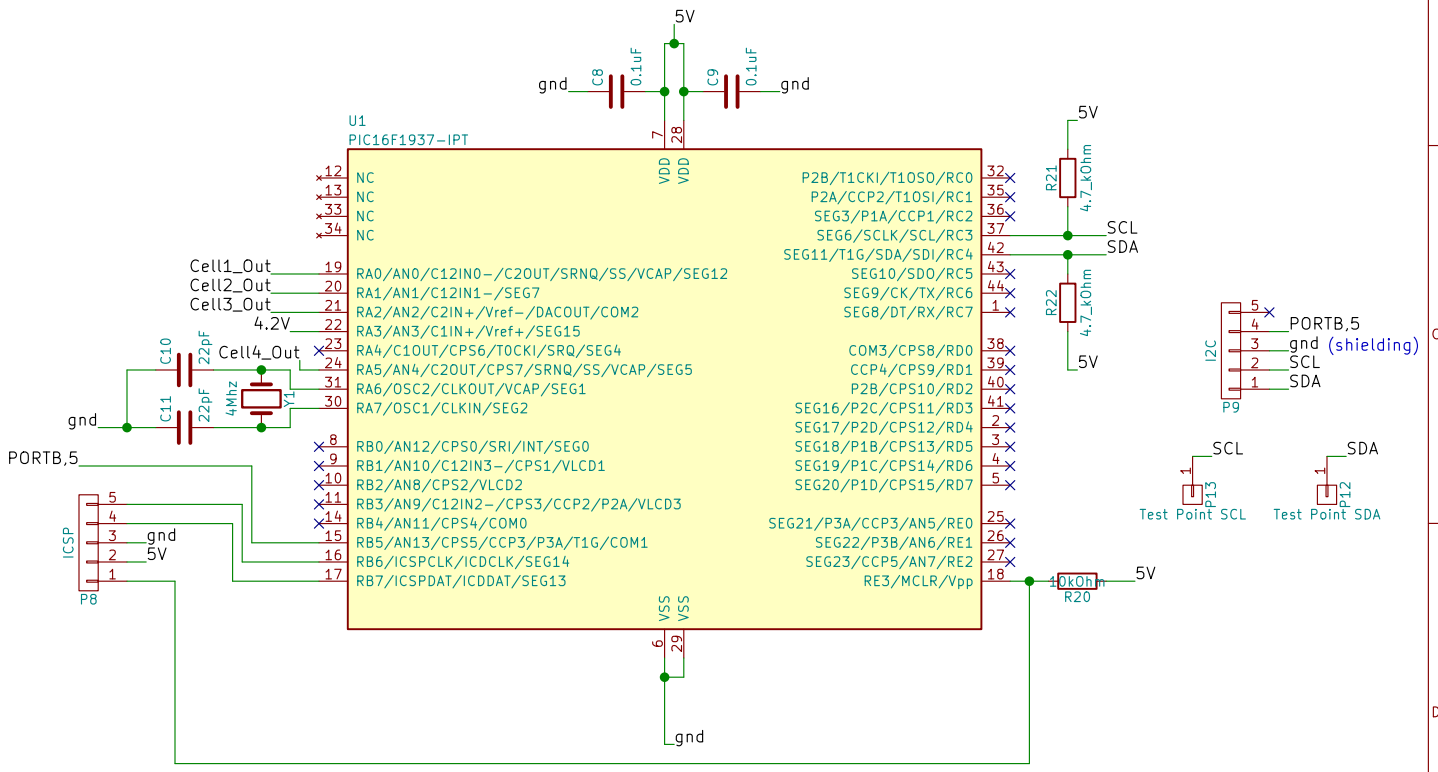 5V
gnd
C8
0.1uF
C9
0.1uF
gnd
U1
PIC16F1937-IPT
7
28
VDD
VDD
12 NC
13 NC
33 NC
34 NC
Cell1_Out 19 RA0/AN0/C12IN0-/C2OUT/SRNQ/SS/VCAP/SEG12
Cell2_Out 20 RA1/AN1/C12IN1-/SEG7
Cell3_Out 21 RA2/AN2/C2IN+/Vref-/DACOUT/COM2
4.2V 22 RA3/AN3/C1IN+/Vref+/SEG15
23 RA4/C1OUT/CPS6/TOCKI/SRQ/SEG4
Cell4_Out 24 RA5/AN4/C2OUT/CPS7/SRNQ/SS/VCAP/SEG5
31 RA6/OSC2/CLKOUT/VCAP/SEG1
30 RA7/OSC1/CLKIN/SEG2
C10
22pF
C11
22pF
4Mhz
Y1
gnd
8 RB0/AN12/CPS0/SRI/INT/SEG0
9 RB1/AN10/C12IN3-/CPS1/VLCD1
10 RB2/AN8/CPS2/VLCD2
11 RB3/AN9/C12IN2-/CPS3/CCP2/P2A/VLCD3
14 RB4/AN11/CPS4/COM0
15 RB5/AN13/CPS5/CCP3/P3A/T1G/COM1
16 RB6/ICSPCLK/ICDCLK/SEG14
17 RB7/ICSPDAT/ICDDAT/SEG13
PORTB,5
ICSP
5
4
3 gnd
2 5V
1
P8
P2B/T1CKI/T1OSO/RC0 32
P2A/CCP2/T1OSI/RC1 35
SEG3/P1A/CCP1/RC2 36
SEG6/SCLK/SCL/RC3 37
SEG11/T1G/SDA/SDI/RC4 42
SEG10/SDO/RC5 43
SEG9/CK/TX/RC6 44
SEG8/DT/RX/RC7 1
COM3/CPS8/RD0 38
CCP4/CPS9/RD1 39
P2B/CPS10/RD2 40
SEG16/P2C/CPS11/RD3 41
SEG17/P2D/CPS12/RD4 2
SEG18/P1B/CPS13/RD5 3
SEG19/P1C/CPS14/RD6 4
SEG20/P1D/CPS15/RD7 5
SEG21/P3A/CCP3/AN5/RE0 25
SEG22/P3B/AN6/RE1 26
SEG23/CCP5/AN7/RE2 27
RE3/MCLR/Vpp 18
VSS
VSS
6
29
gnd
5V
R21
4.7_kOhm
SCL
SDA
R22
4.7_kOhm
5V
10kOhm
R20
5V
I2C
5
4 PORTB,5
3 gnd (shielding)
2 SCL
1 SDA
P9
SCL
1
P13
Test Point SCL
SDA
1
P12
Test Point SDA
D